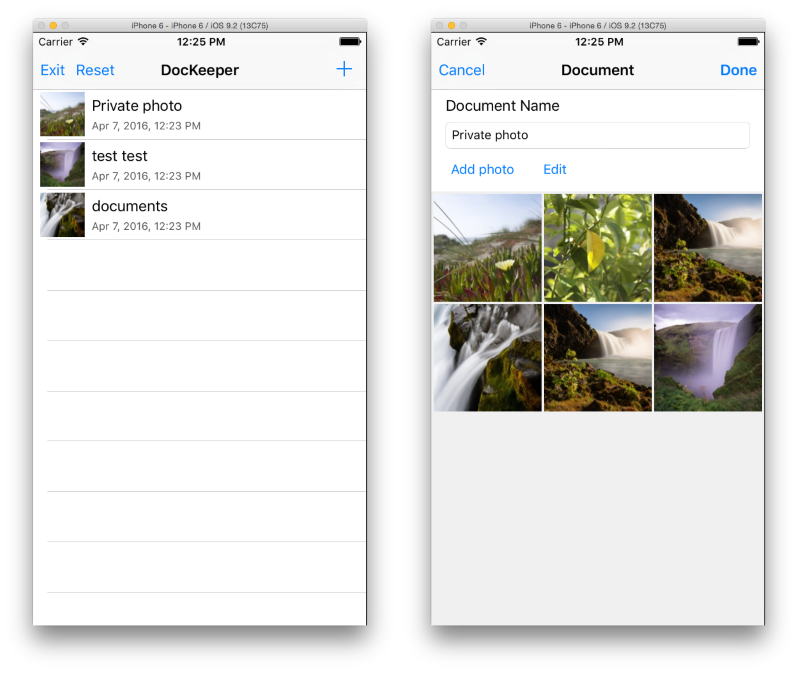 iPhone 6 - iPhone 6 / iOS 9.2 (13C75)
Carrier 12:25 PM
Exit Reset DocKeeper +
Private photo
Apr 7, 2016, 12:23 PM
test test
Apr 7, 2016, 12:23 PM
documents
Apr 7, 2016, 12:23 PM
iPhone 6 - iPhone 6 / iOS 9.2 (13C75)
Carrier 12:25 PM
Cancel Document Done
Document Name
Private photo
Add photo Edit